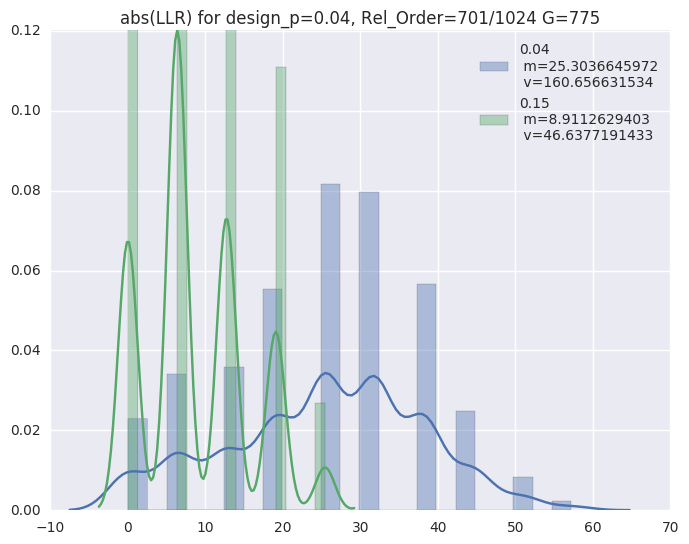 abs(LLR) for design_p=0.04, Rel_Order=701/1024 G=775
0.12
0.10
0.08
0.06
0.04
0.02
0.00
0.04
m=25.3036645972
v=160.656631534
0.15
m=8.9112629403
v=46.6377191433
−10 0 10 20 30 40 50 60 70